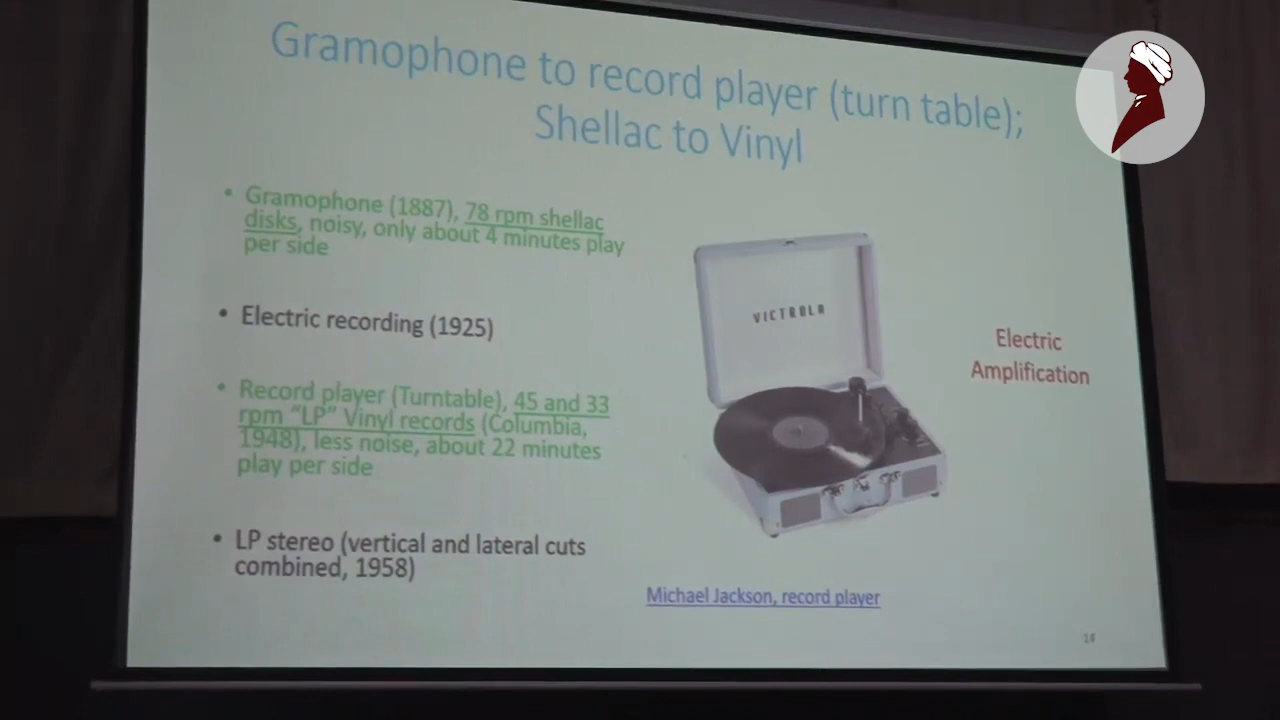 Gramophone to record player (turn table);
Shellac to Vinyl
• Gramophone (1887), 78 rpm shellac
disks, noisy, only about 4 minutes play
per side
• Electric recording (1925)
• Record player (Turntable), 45 and 33
rpm “LP” Vinyl records (Columbia,
1948), less noise, about 22 minutes
play per side
• LP stereo (vertical and lateral cuts
combined, 1958)
VICTROLA
Electric
Amplification
Michael Jackson, record player
14